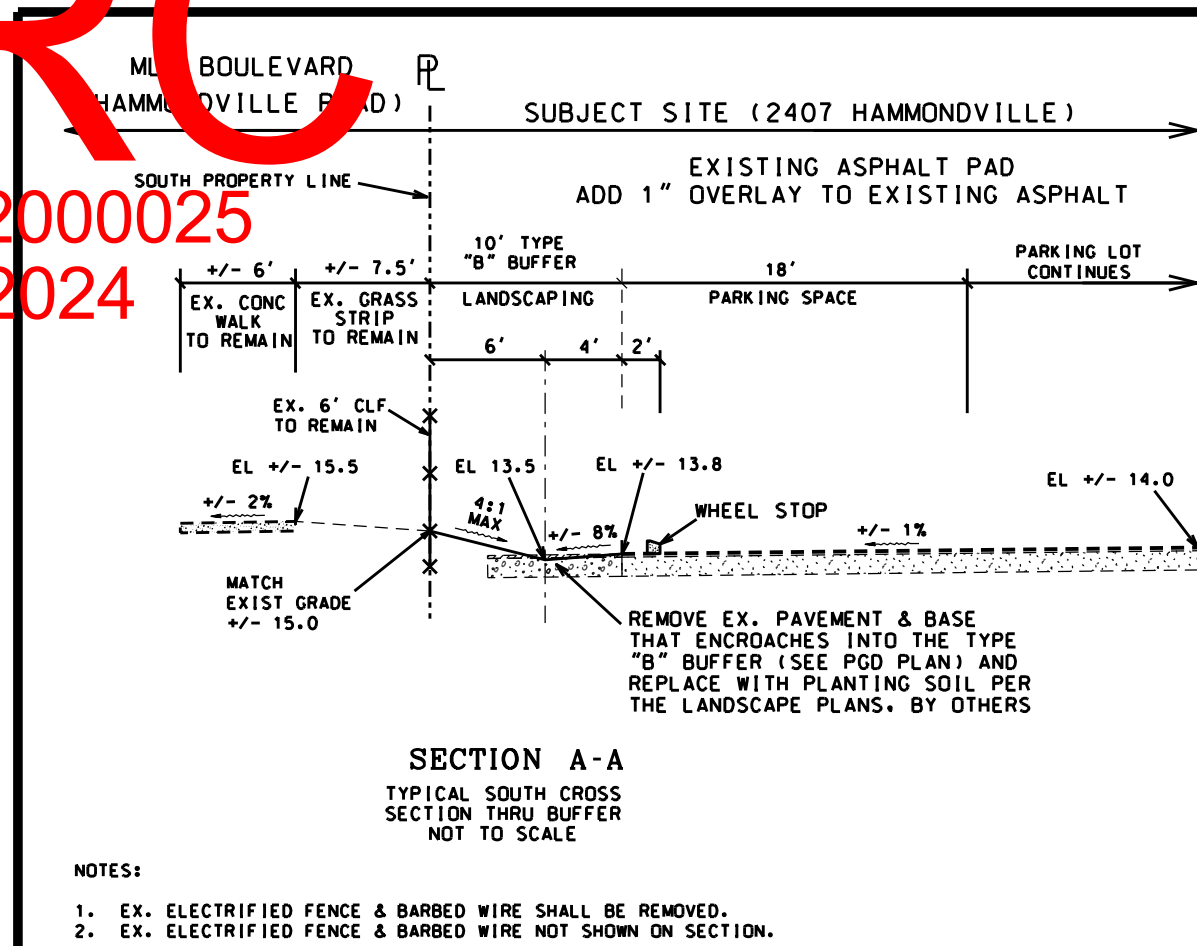 RC
2000025
2024
BOULEVARD
SUBJECT SITE (2407 HAMMONDVILLE)
PL
SOUTH PROPERTY LINE
EXISTING ASPHALT PAD
ADD 1" OVERLAY TO EXISTING ASPHALT
+/- 6'
+/- 7.5'
10' TYPE
"B" BUFFER
18'
PARKING LOT
CONTINUES
EX. CONC
WALK
TO REMAIN
EX. GRASS
STRIP
TO REMAIN
LANDSCAPING
PARKING SPACE
6'
4'
2'
EX. 6' CLF
TO REMAIN
EL +/- 15.5
EL 13.5
EL +/- 13.8
EL +/- 14.0
+/- 2%
4:1
MAX
+/- 8%
WHEEL STOP
+/- 1%
MATCH
EXIST GRADE
+/- 15.0
REMOVE EX. PAVEMENT & BASE
THAT ENCROACHES INTO THE TYPE
"B" BUFFER (SEE PGD PLAN) AND
REPLACE WITH PLANTING SOIL PER
THE LANDSCAPE PLANS. BY OTHERS
SECTION A-A
TYPICAL SOUTH CROSS
SECTION THRU BUFFER
NOT TO SCALE
NOTES:
1. EX. ELECTRIFIED FENCE & BARBED WIRE SHALL BE REMOVED.
2. EX. ELECTRIFIED FENCE & BARBED WIRE NOT SHOWN ON SECTION.